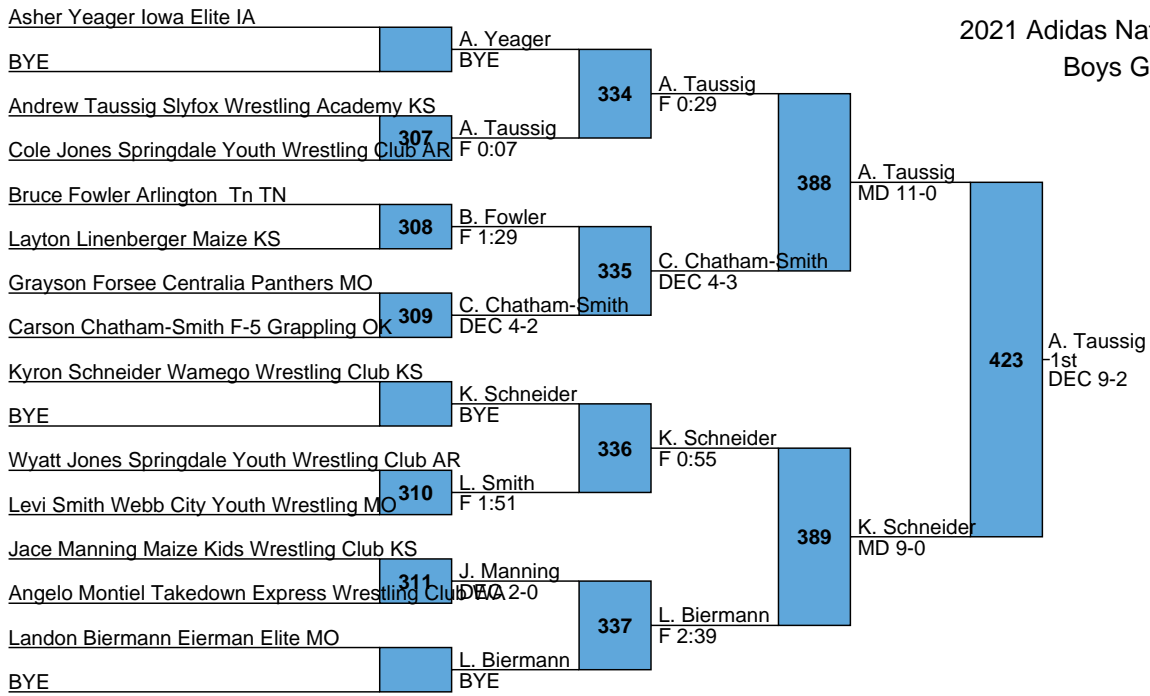 2021 Adidas Nat
Boys G
Asher Yeager Iowa Elite IA
BYE
Andrew Taussig Slyfox Wrestling Academy KS
Cole Jones Springdale Youth Wrestling Club AR
Bruce Fowler Arlington  Tn TN
Layton Linenberger Maize KS
Grayson Forsee Centralia Panthers MO
Carson Chatham-Smith F-5 Grappling OK
Kyron Schneider Wamego Wrestling Club KS
BYE
Wyatt Jones Springdale Youth Wrestling Club AR
Levi Smith Webb City Youth Wrestling MO
Jace Manning Maize Kids Wrestling Club KS
Angelo Montiel Takedown Express Wrestling Club WA
Landon Biermann Eierman Elite MO
BYE
307
308
309
310
311
A. Yeager
BYE
A. Taussig
F 0:07
B. Fowler
F 1:29
C. Chatham-Smith
DEC 4-2
K. Schneider
BYE
L. Smith
F 1:51
J. Manning
DEC 2-0
L. Biermann
BYE
334
335
336
337
A. Taussig
F 0:29
C. Chatham-Smith
DEC 4-3
K. Schneider
F 0:55
L. Biermann
F 2:39
388
389
A. Taussig
MD 11-0
K. Schneider
MD 9-0
423
A. Taussig
1st
DEC 9-2